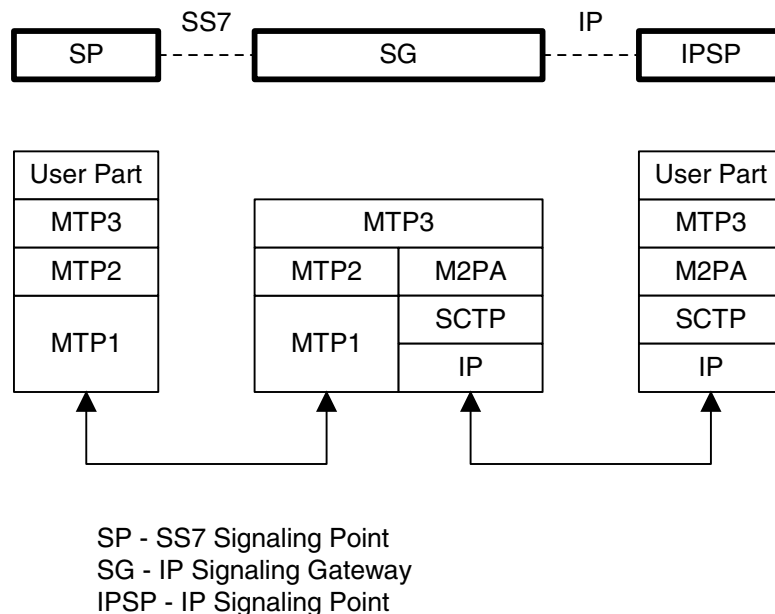 SS7 IP
SP SG IPSP
User Part User Part
MTP3 MTP3 MTP3
MTP2 MTP2 M2PA M2PA
SCTP SCTP
MTP1 MTP1
IP IP
SP - SS7 Signaling Point
SG - IP Signaling Gateway
IPSP - IP Signaling Point